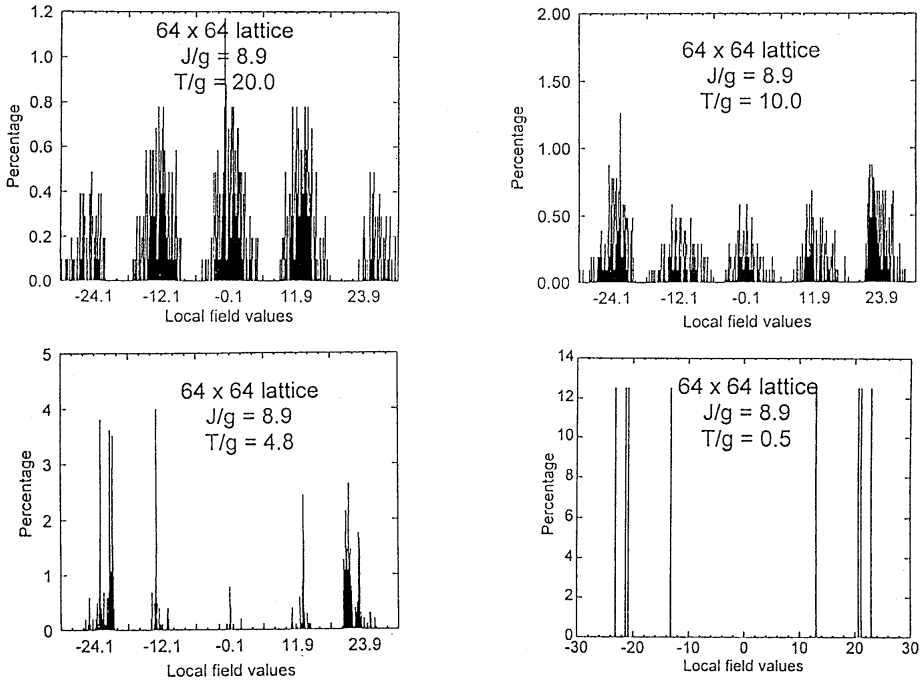 1.2
1.0
0.8
0.6
0.4
0.2
0.0
Percentage
64 x 64 lattice
J/g = 8.9
T/g = 20.0
-24.1 -12.1 -0.1 11.9 23.9
Local field values
2.00
1.50
1.00
0.50
0.00
Percentage
64 x 64 lattice
J/g = 8.9
T/g = 10.0
-24.1 -12.1 -0.1 11.9 23.9
Local field values
5
4
3
2
1
0
Percentage
64 x 64 lattice
J/g = 8.9
T/g = 4.8
-24.1 -12.1 -0.1 11.9 23.9
Local field values
14
12
10
8
6
4
2
0
Percentage
64 x 64 lattice
J/g = 8.9
T/g = 0.5
-30 -20 -10 0 10 20 30
Local field values